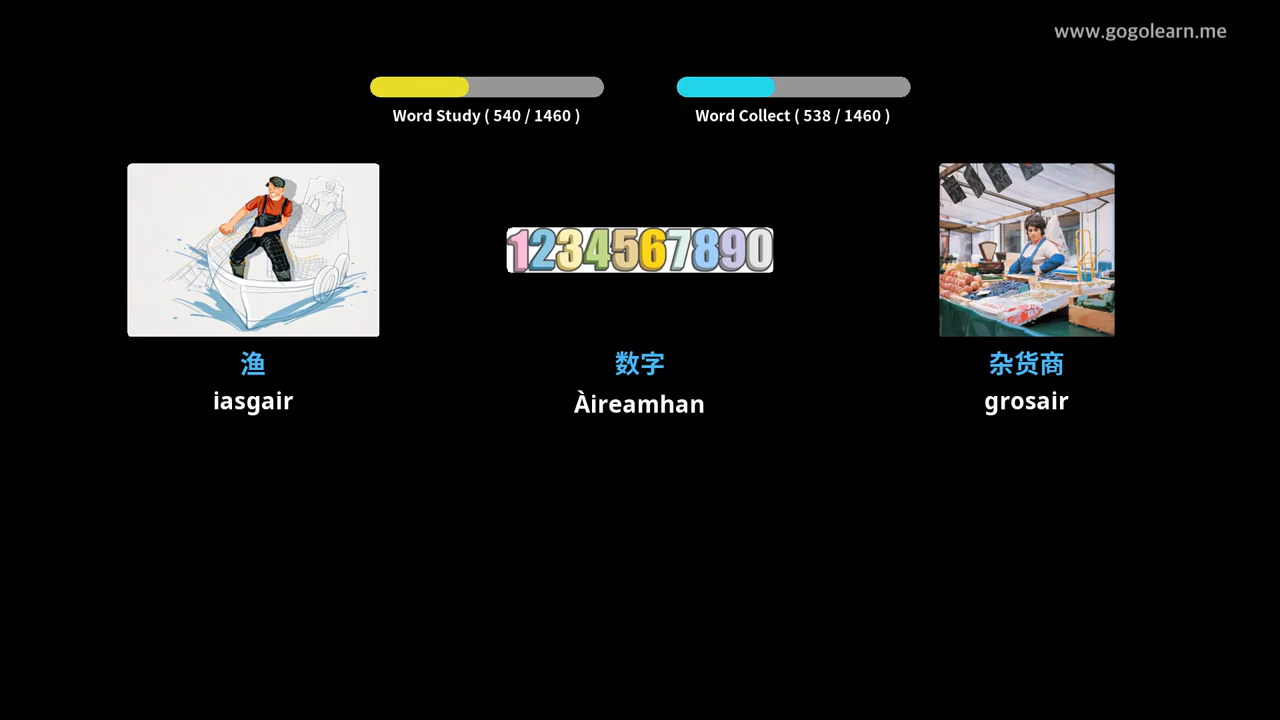 www.gogolearn.me
Word Study ( 540 / 1460 )
Word Collect ( 538 / 1460 )
1234567890
渔
数字
杂货商
iasgair
Àireamhan
grosair